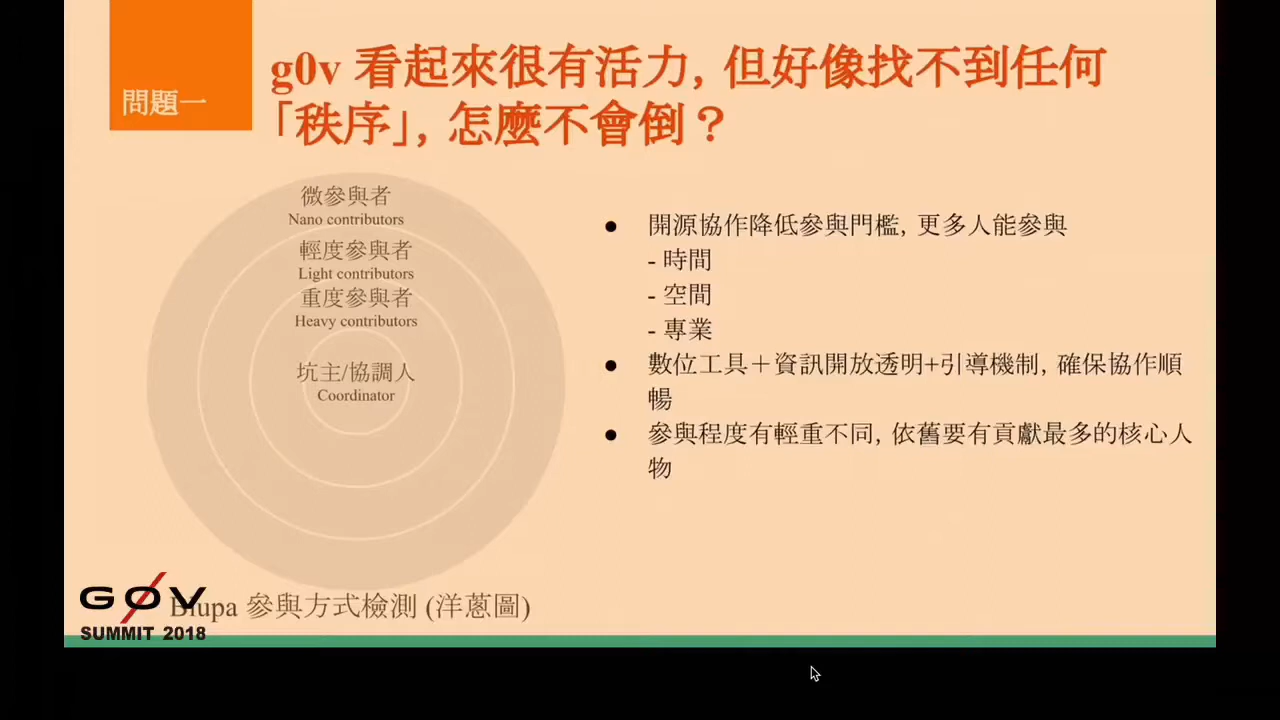 問題一
g0v 看起來很有活力，但好像找不到任何
「秩序」，怎麼不會倒？
微參與者
Nano contributors
輕度參與者
Light contributors
重度參與者
Heavy contributors
坑主/協調人
Coordinator
● 開源協作降低參與門檻，更多人能參與
- 時間
- 空間
- 專業
● 數位工具＋資訊開放透明+引導機制，確保協作順
暢
● 參與程度有輕重不同，依舊要有貢獻最多的核心人
物
參與方式檢測 (洋蔥圖)
G0V
SUMMIT 2018